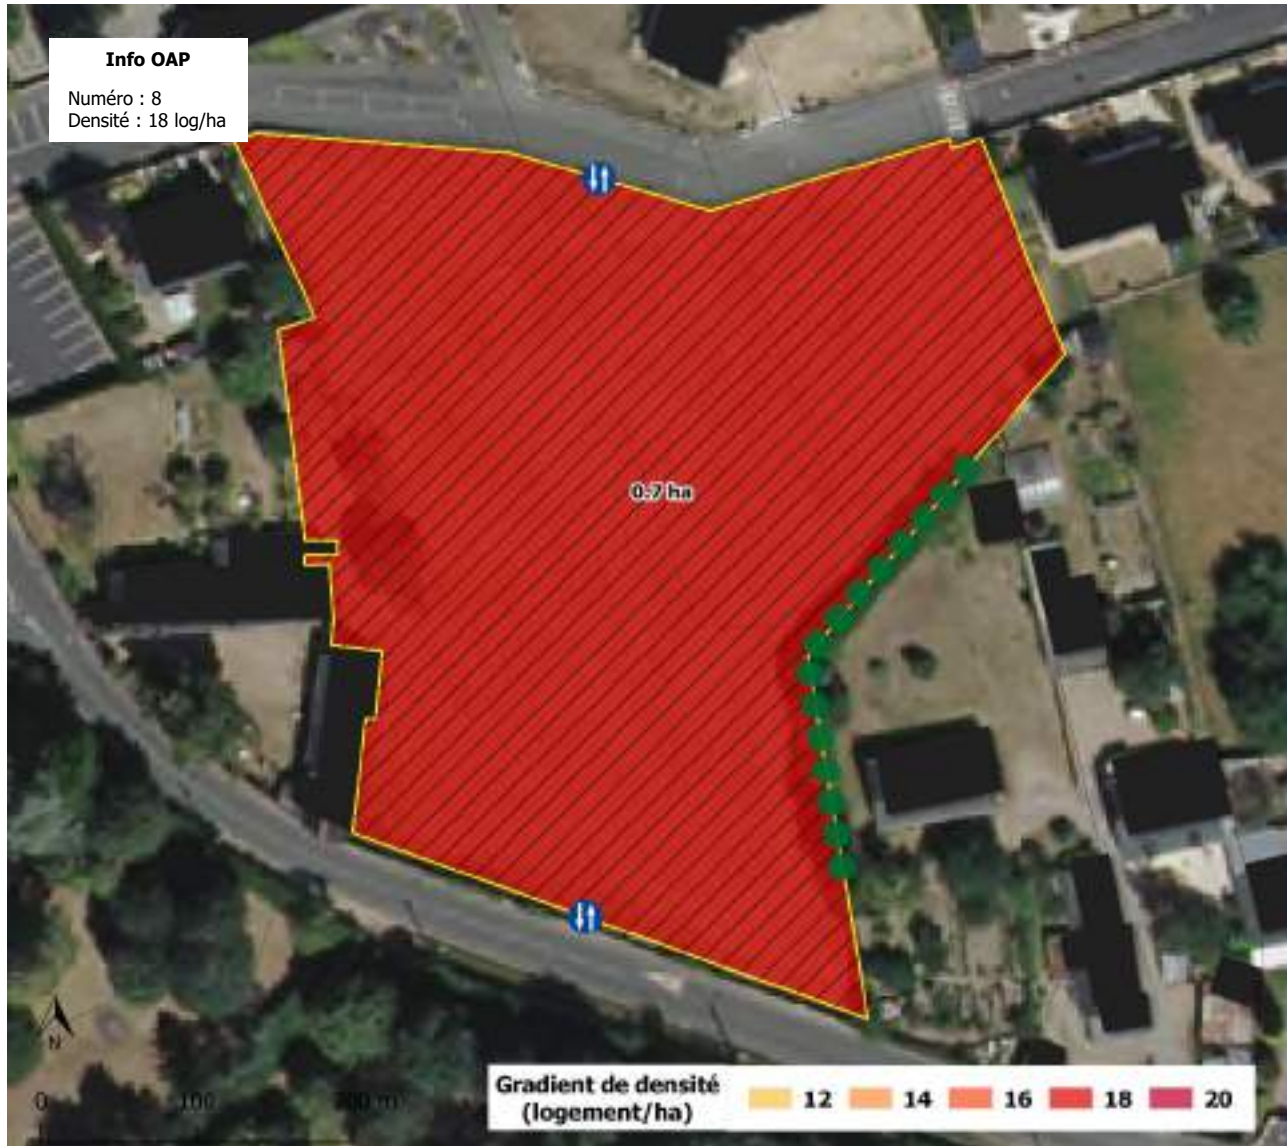 Info OAP
Numéro : 8
Densité : 18 log/ha
0.7 ha
N
0 100 200 m
Gradient de densité
(logement/ha)
12 14 16 18 20